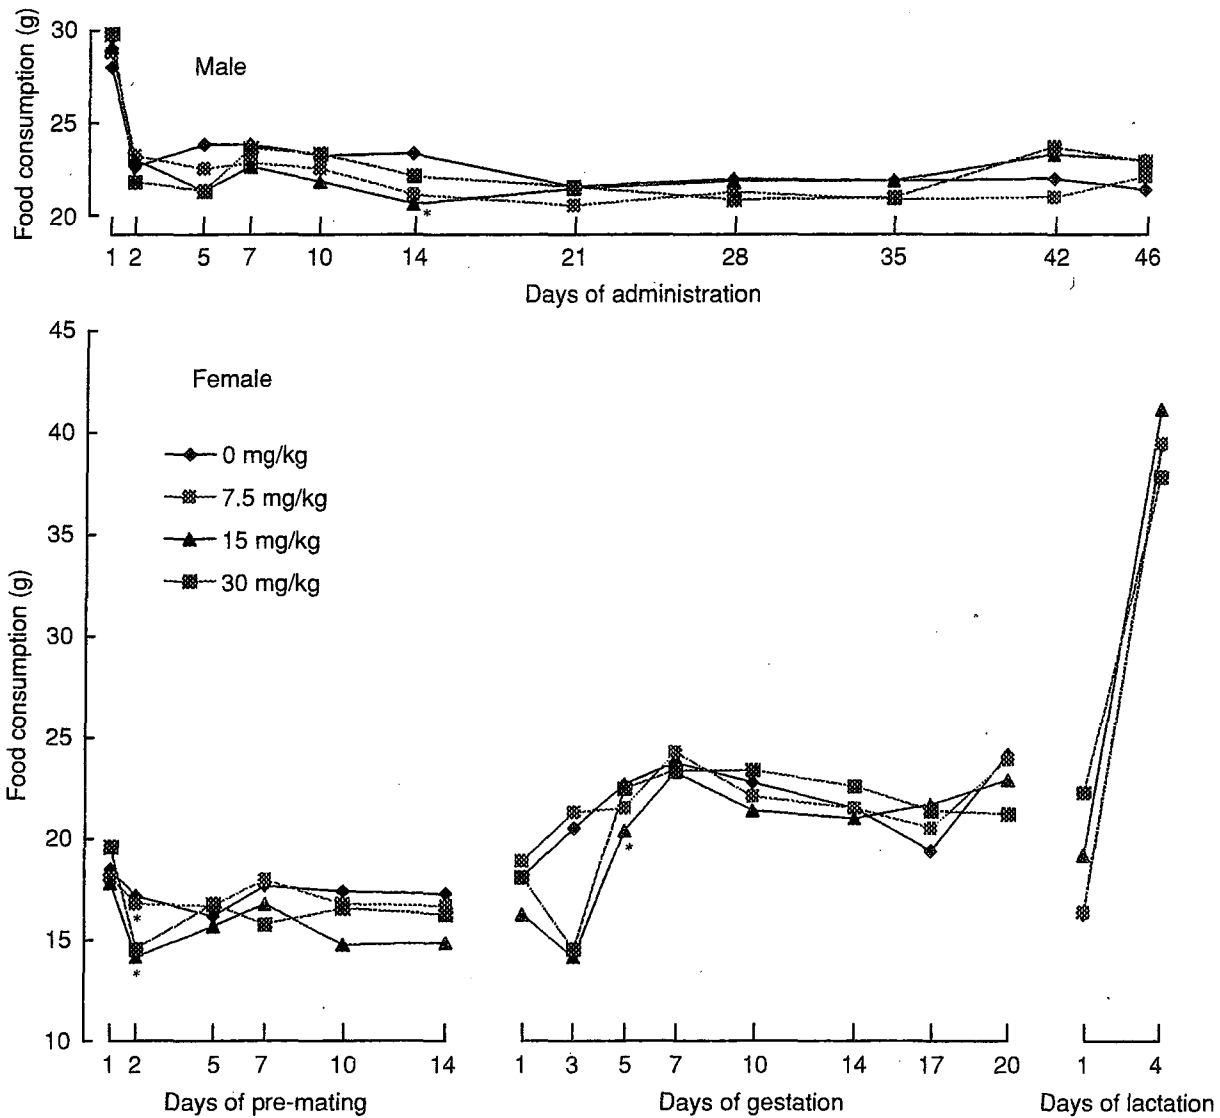 Food consumption (g)
30
25
20
Male
*
1 2 5 7 10 14 21 28 35 42 46
Days of administration
Food consumption (g)
45
40
35
30
25
20
15
10
Female
0 mg/kg
7.5 mg/kg
15 mg/kg
30 mg/kg
*
*
*
1 2 5 7 10 14 1 3 5 7 10 14 17 20 1 4
Days of pre-mating Days of gestation Days of lactation